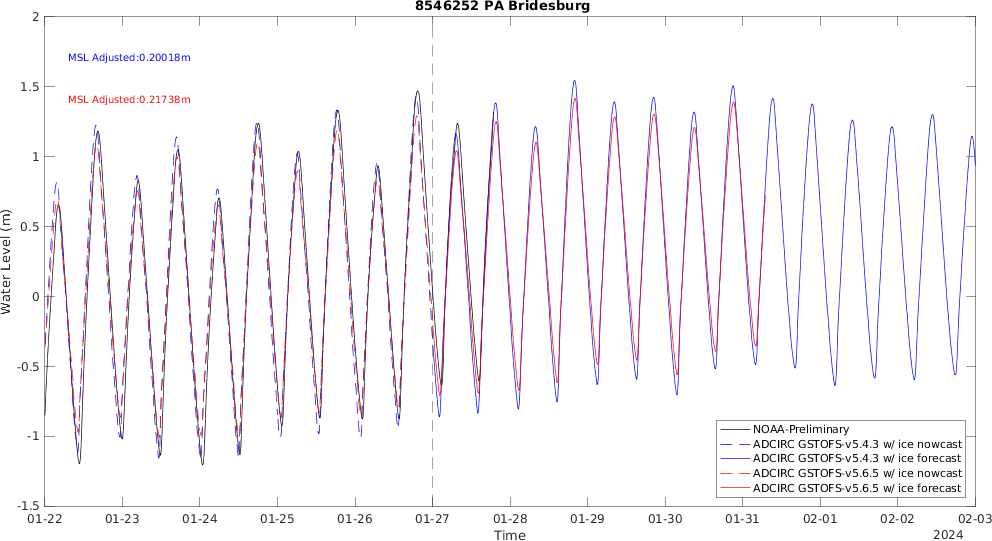 8546252 PA Bridesburg
2
1.5
1
0.5
0
-0.5
-1
-1.5
Water Level (m)
MSL Adjusted:0.20018m
MSL Adjusted:0.21738m
NOAA-Preliminary
ADCIRC GSTOFS-v5.4.3 w/ ice nowcast
ADCIRC GSTOFS-v5.4.3 w/ ice forecast
ADCIRC GSTOFS-v5.6.5 w/ ice nowcast
ADCIRC GSTOFS-v5.6.5 w/ ice forecast
01-22 01-23 01-24 01-25 01-26 01-27 01-28 01-29 01-30 01-31 02-01 02-02 02-03
Time
2024